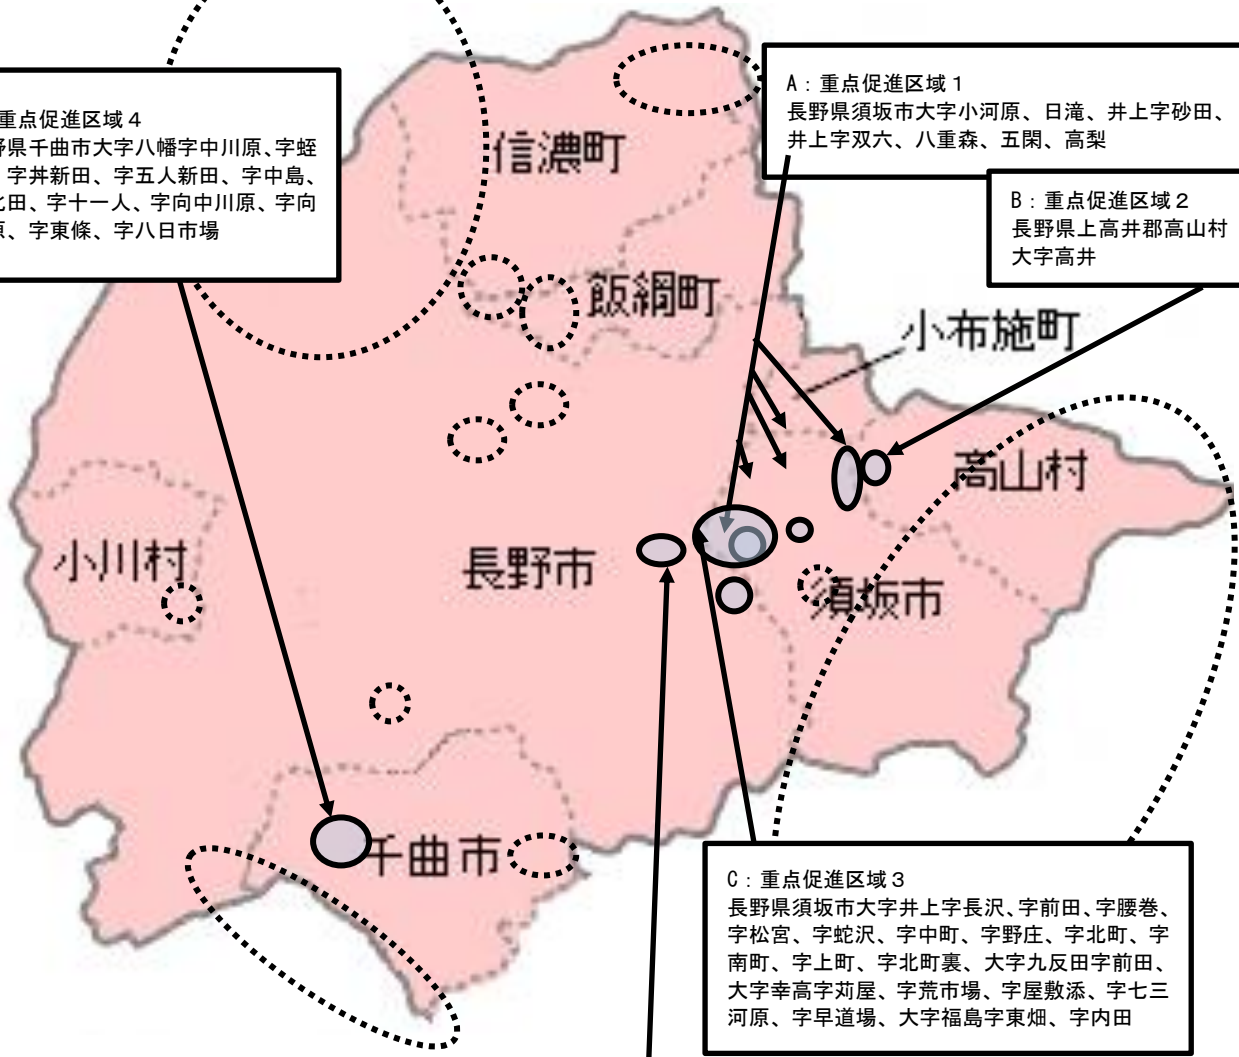 A：重点促進区域１
長野県須坂市大字小河原、日滝、井上字砂田、
井上字双六、八重森、五閑、高梨
重点促進区域４
野県千曲市大字八幡字中川原、字蛭
、字丼新田、字五人新田、字中島、
北田、字十一人、字向中川原、字向
原、字東條、字八日市場
信濃町
B：重点促進区域２
長野県上高井郡高山村
大字高井
飯綱町
小布施町
高山村
小川村
長野市
須坂市
千曲市
C：重点促進区域３
長野県須坂市大字井上字長沢、字前田、字腰巻、
字松宮、字蛇沢、字中町、字野庄、字北町、字
南町、字上町、字北町裏、大字九反田字前田、
大字幸高字苅屋、字荒市場、字屋敷添、字七三
河原、字早道場、大字福島字東畑、字内田